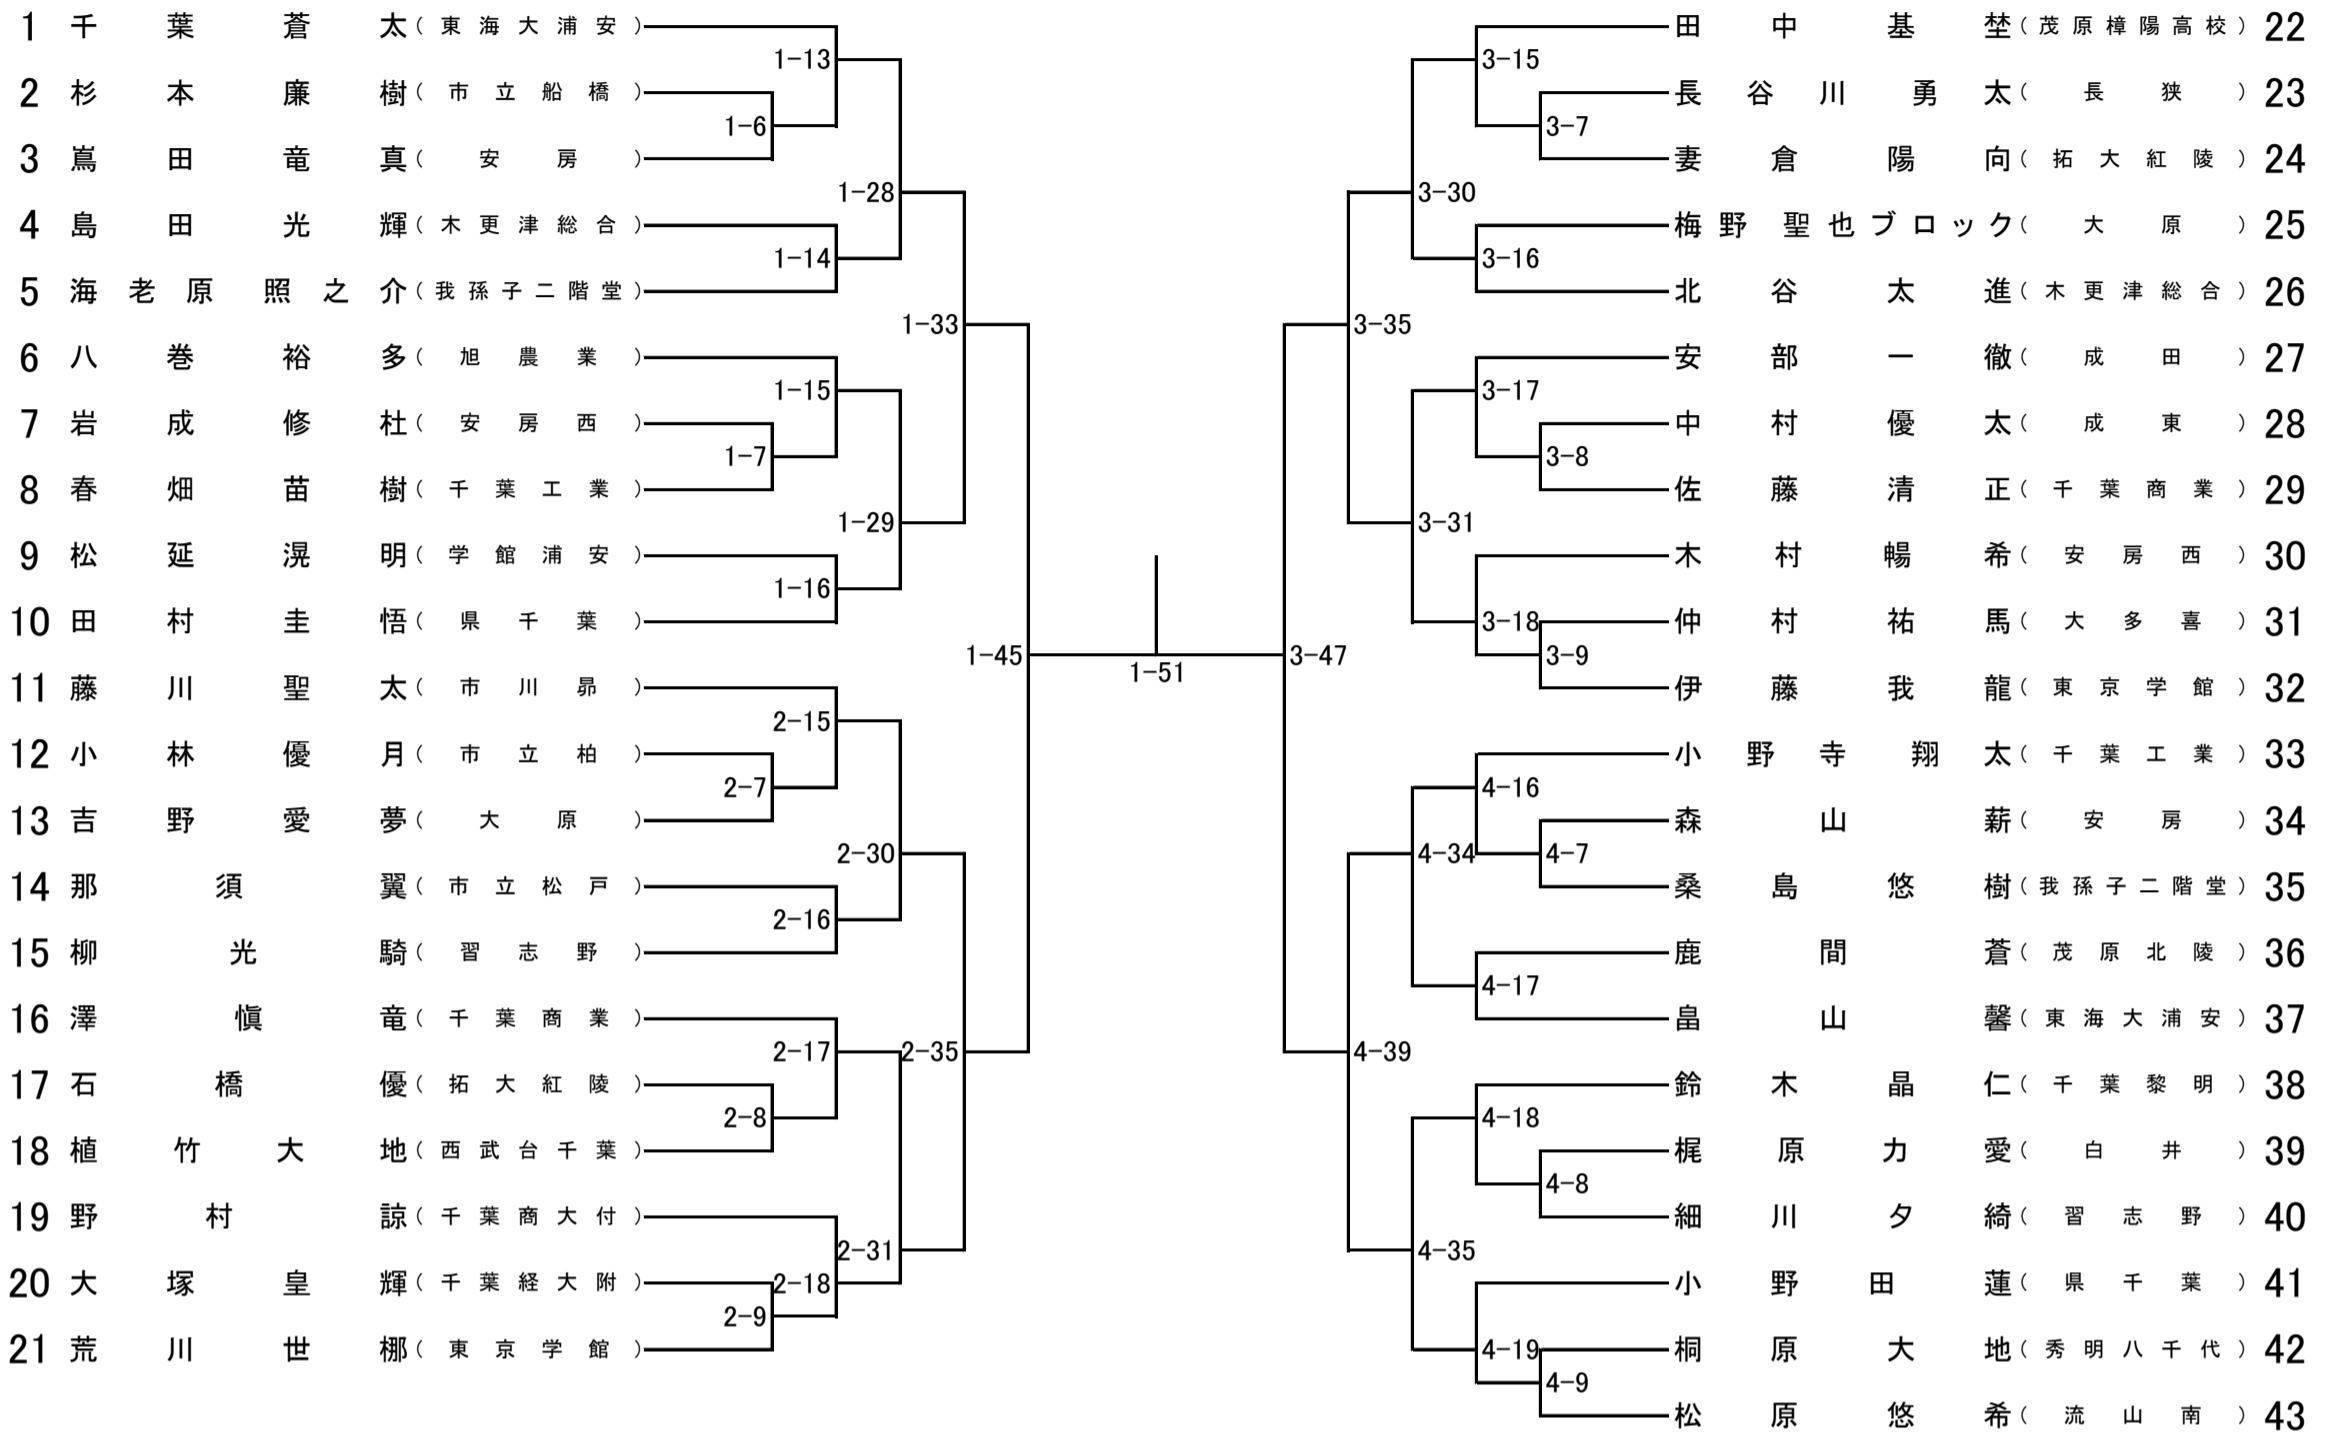 1 千葉蒼太（東海大浦安）
1-13
2 杉本廉樹（市立船橋）
1-6
3 嶌田竜真（安房）
1-28
4 島田光輝（木更津総合）
1-14
5 海老原照之介（我孫子二階堂）
1-33
6 八巻裕多（旭農業）
1-15
7 岩成修杜（安房西）
1-7
8 春畑苗樹（千葉工業）
1-29
9 松延滉明（学館浦安）
1-16
10 田村圭悟（県千葉）
1-45
11 藤川聖太（市川昴）
2-15
12 小林優月（市立柏）
2-7
13 吉野愛夢（大原）
2-30
14 那須翼（市立松戸）
2-16
15 柳光騎（習志野）
16 澤愼竜（千葉商業）
2-17
2-35
17 石橋優（拓大紅陵）
2-8
18 植竹大地（西武台千葉）
19 野村諒（千葉商大付）
2-31
20 大塚皇輝（千葉経大附）
2-18
2-9
21 荒川世梛（東京学館）
1-51
田中基埜（茂原樟陽高校）22
3-15
長谷川勇太（長狭）23
3-7
妻倉陽向（拓大紅陵）24
3-30
梅野聖也ブロック（大原）25
3-16
北谷太進（木更津総合）26
3-35
安部一徹（成田）27
3-17
中村優太（成東）28
3-8
佐藤清正（千葉商業）29
3-31
木村暢希（安房西）30
3-18
仲村祐馬（大多喜）31
3-9
3-47
伊藤我龍（東京学館）32
小野寺翔太（千葉工業）33
4-16
森山薪（安房）34
4-34
4-7
桑島悠樹（我孫子二階堂）35
鹿間蒼（茂原北陵）36
4-17
畠山馨（東海大浦安）37
4-39
鈴木晶仁（千葉黎明）38
4-18
梶原力愛（白井）39
4-8
細川夕綺（習志野）40
4-35
小野田蓮（県千葉）41
4-19
桐原大地（秀明八千代）42
4-9
松原悠希（流山南）43